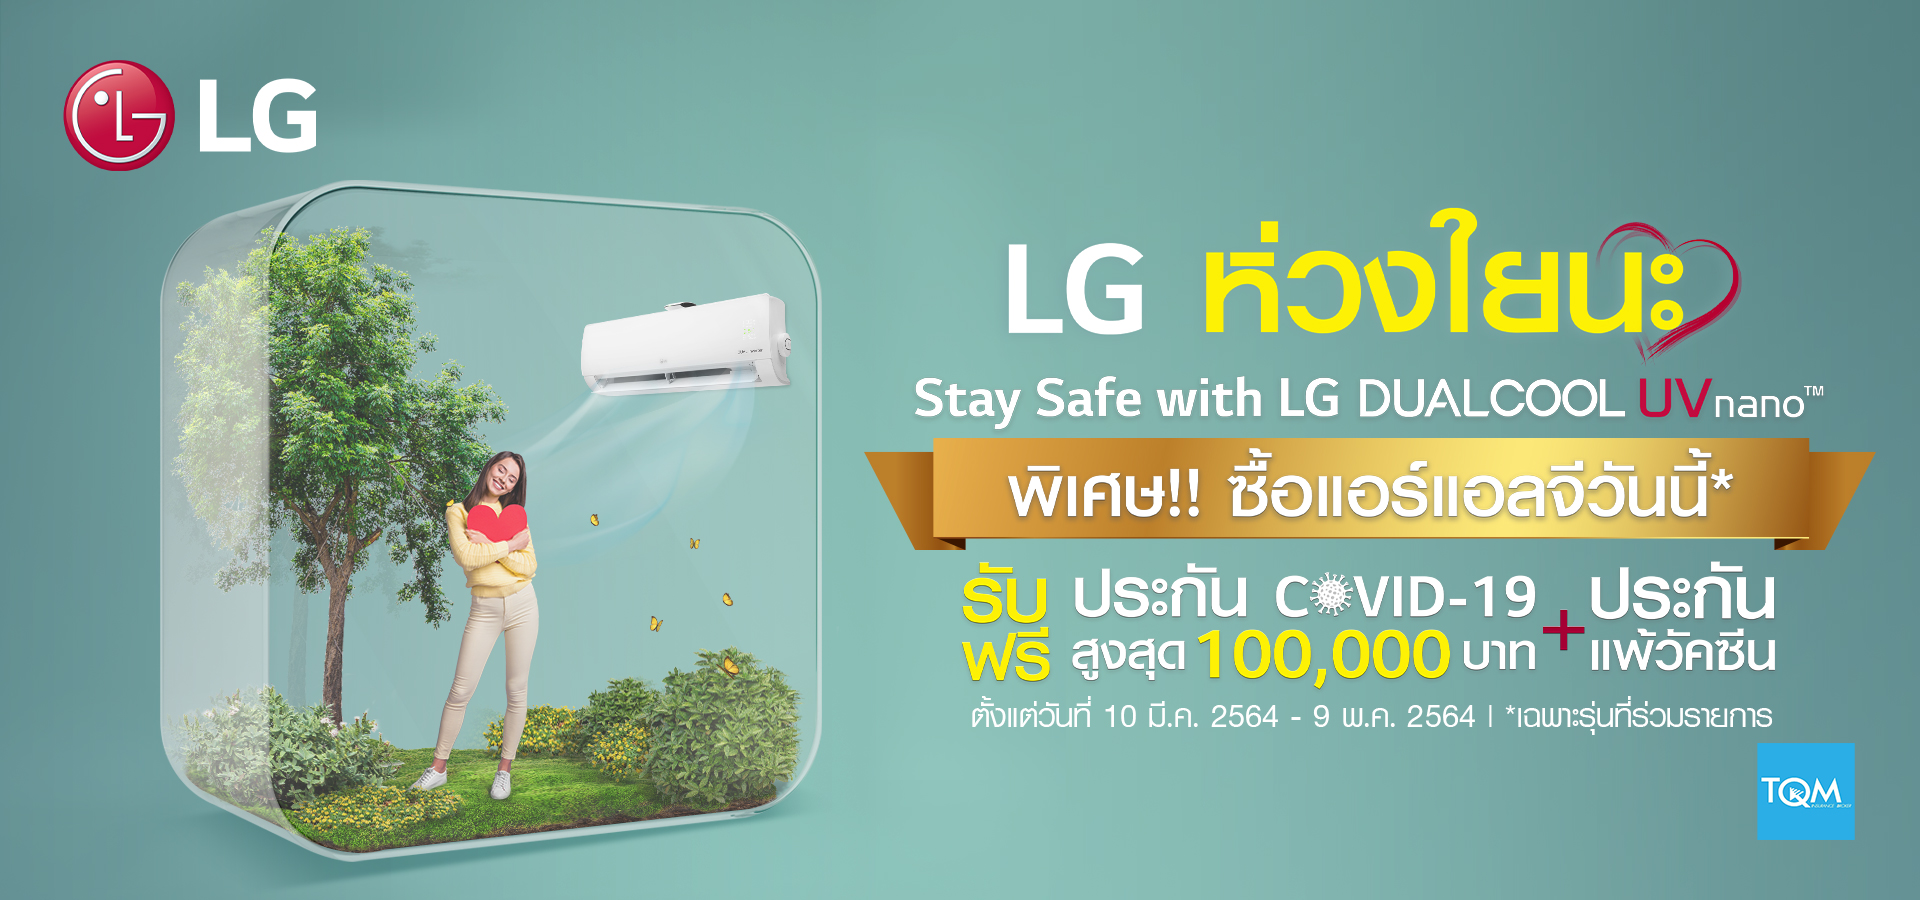 LG
LG ห่วงใยนะ
Stay Safe with LG DUALCOOL UVnano™
พิเศษ!! ซื้อแอร์แอลจีวันนี้*
รับฟรี
ประกัน COVID-19
สูงสุด 100,000 บาท
+
ประกัน
แพ้วัคซีน
ตั้งแต่วันที่ 10 มี.ค. 2564 - 9 พ.ค. 2564 | *เฉพาะรุ่นที่ร่วมรายการ
TQM
INSURANCE BROKER